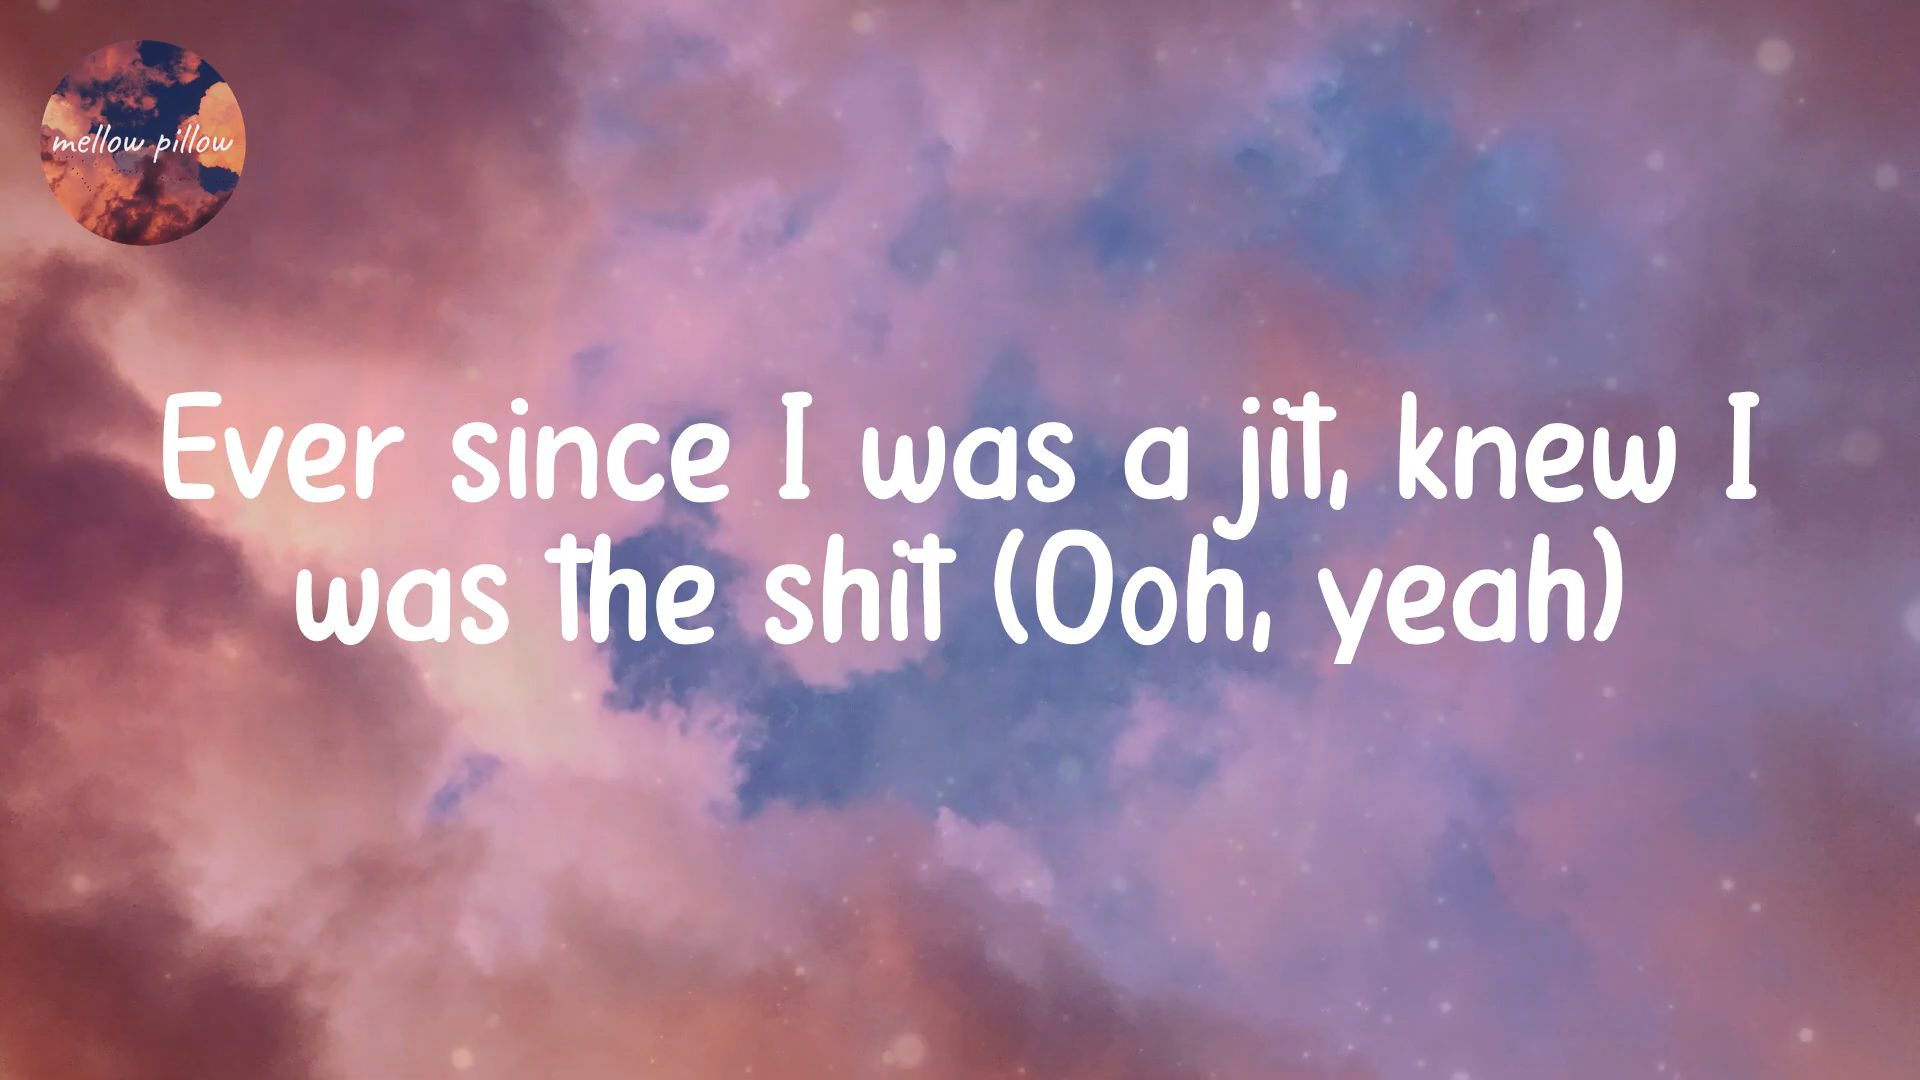 mellow pillow
Ever since I was a jit, knew I
was the shit (Ooh, yeah)